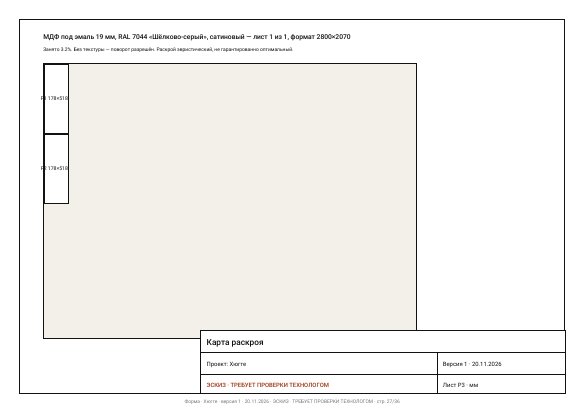 МДФ под эмаль 19 мм, RAL 7044 «Шёлково-серый», сатиновый — лист 1 из 1, формат 2800×2070
Занято 3.2%. Без текстуры — поворот разрешён. Раскрой эвристический, не гарантированно оптимальный.
178×518
178×518
Карта раскроя
Проект: Хюгге
Версия 1 · 20.11.2026
ЭСКИЗ · ТРЕБУЕТ ПРОВЕРКИ ТЕХНОЛОГОМ
Лист Р3 · мм
Форма · Хюгге · версия 1 · 20.11.2026 · ЭСКИЗ · ТРЕБУЕТ ПРОВЕРКИ ТЕХНОЛОГОМ · стр. 27/36